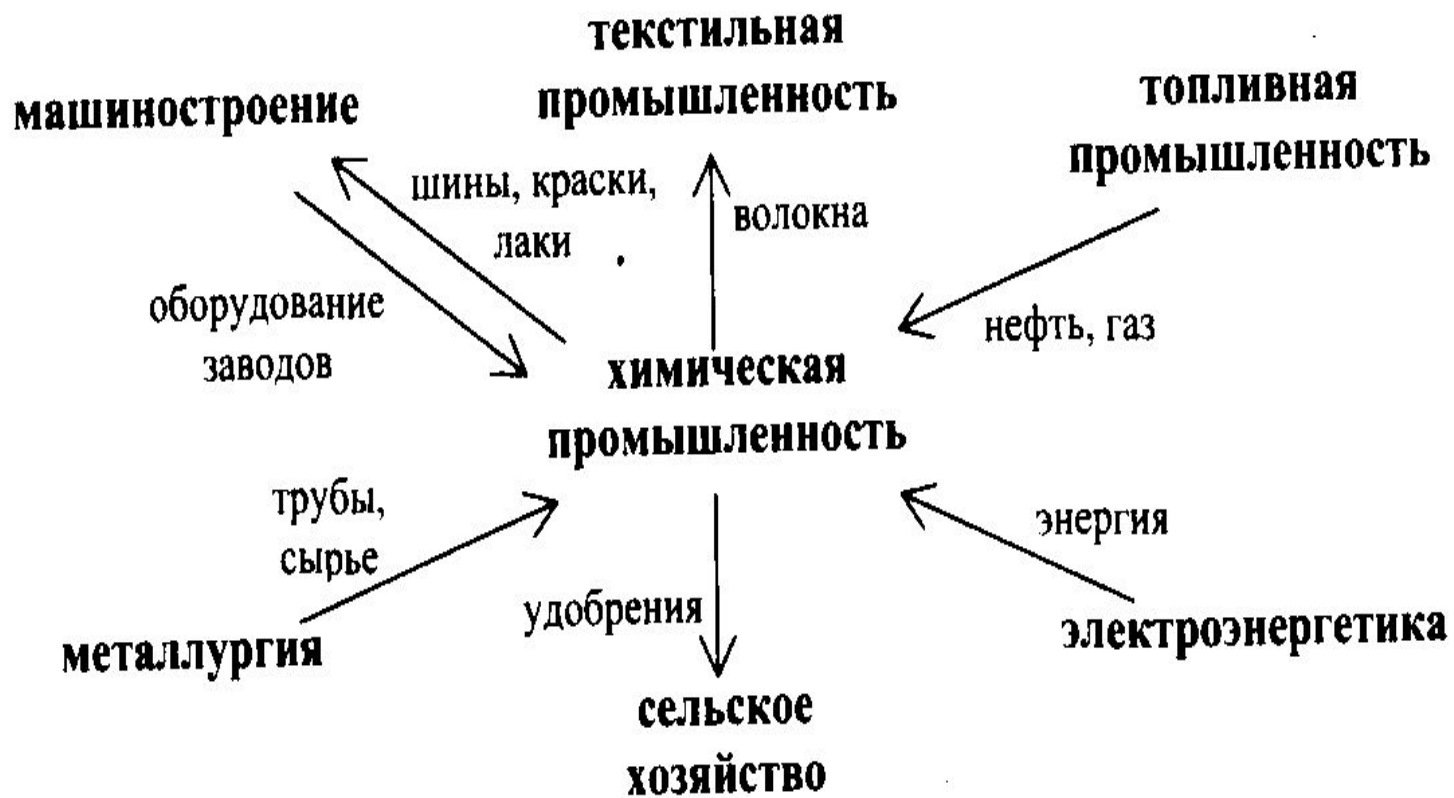 текстильная
промышленность
машиностроение
топливная
промышленность
шины, краски,
лаки
волокна
оборудование
заводов
нефть, газ
химическая
промышленность
трубы,
сырье
энергия
удобрения
металлургия
электроэнергетика
сельское
хозяйство